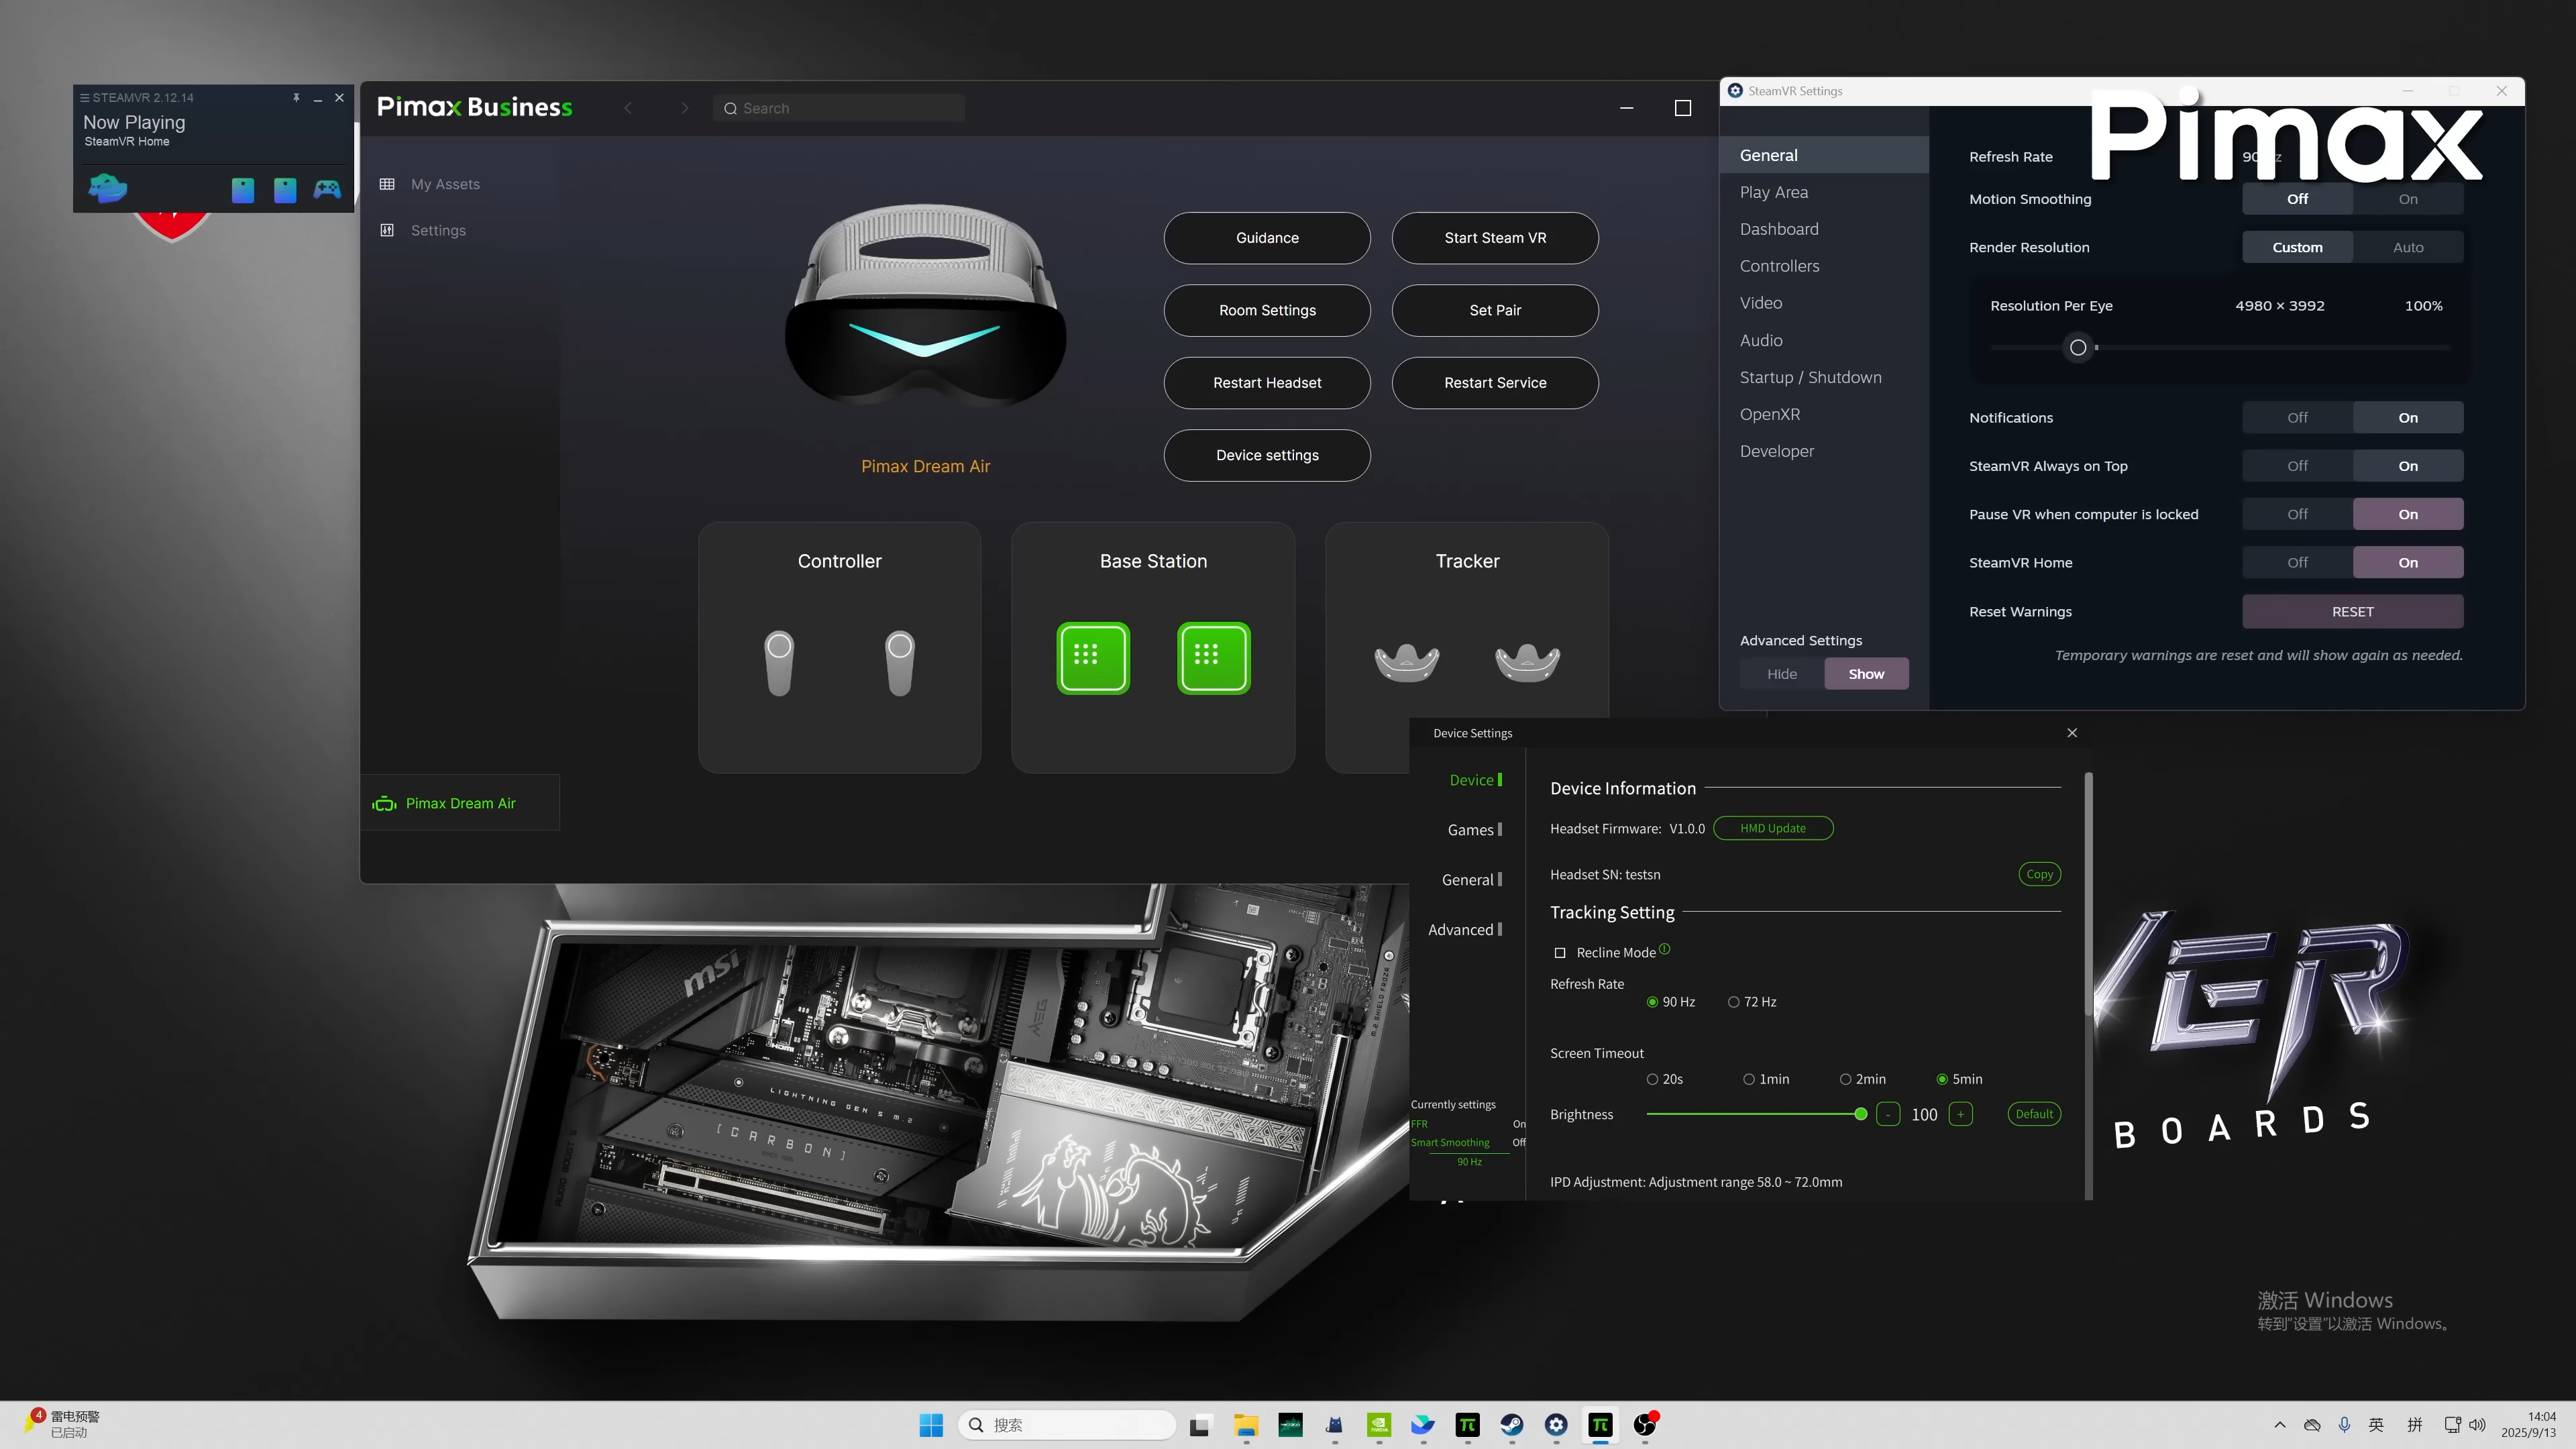 STEAMVR 2.12.14
Now Playing
SteamVR Home
Pimax Business
Search
My Assets
Settings
Guidance
Start Steam VR
Room Settings
Set Pair
Restart Headset
Restart Service
Device settings
Pimax Dream Air
Controller
Base Station
Tracker
Pimax Dream Air
SteamVR Settings
Pimax
General
Play Area
Dashboard
Controllers
Video
Audio
Startup / Shutdown
OpenXR
Developer
Advanced Settings
Hide
Show
Refresh Rate
90 Hz
Motion Smoothing
Off
On
Render Resolution
Custom
Auto
Resolution Per Eye
4980 × 3992
100%
Notifications
Off
On
SteamVR Always on Top
Off
On
Pause VR when computer is locked
Off
On
SteamVR Home
Off
On
Reset Warnings
RESET
Temporary warnings are reset and will show again as needed.
Device Settings
Device
Games
General
Advanced
Currently settings
FFR On
Smart Smoothing Off
90 Hz
Device Information
Headset Firmware: V1.0.0
HMD Update
Headset SN: testsn
Copy
Tracking Setting
Recline Mode
Refresh Rate
90 Hz
72 Hz
Screen Timeout
20s
1min
2min
5min
Brightness
-
100
+
Default
IPD Adjustment: Adjustment range 58.0 ~ 72.0mm
msi
MEG
LIGHTNING GEN 5 M.2
[CARBON]
M.2 SHIELD FROZR
VER
BOARDS
激活 Windows
转到“设置”以激活 Windows。
4
雷电预警
已启动
搜索
英
拼
14:04
2025/9/13